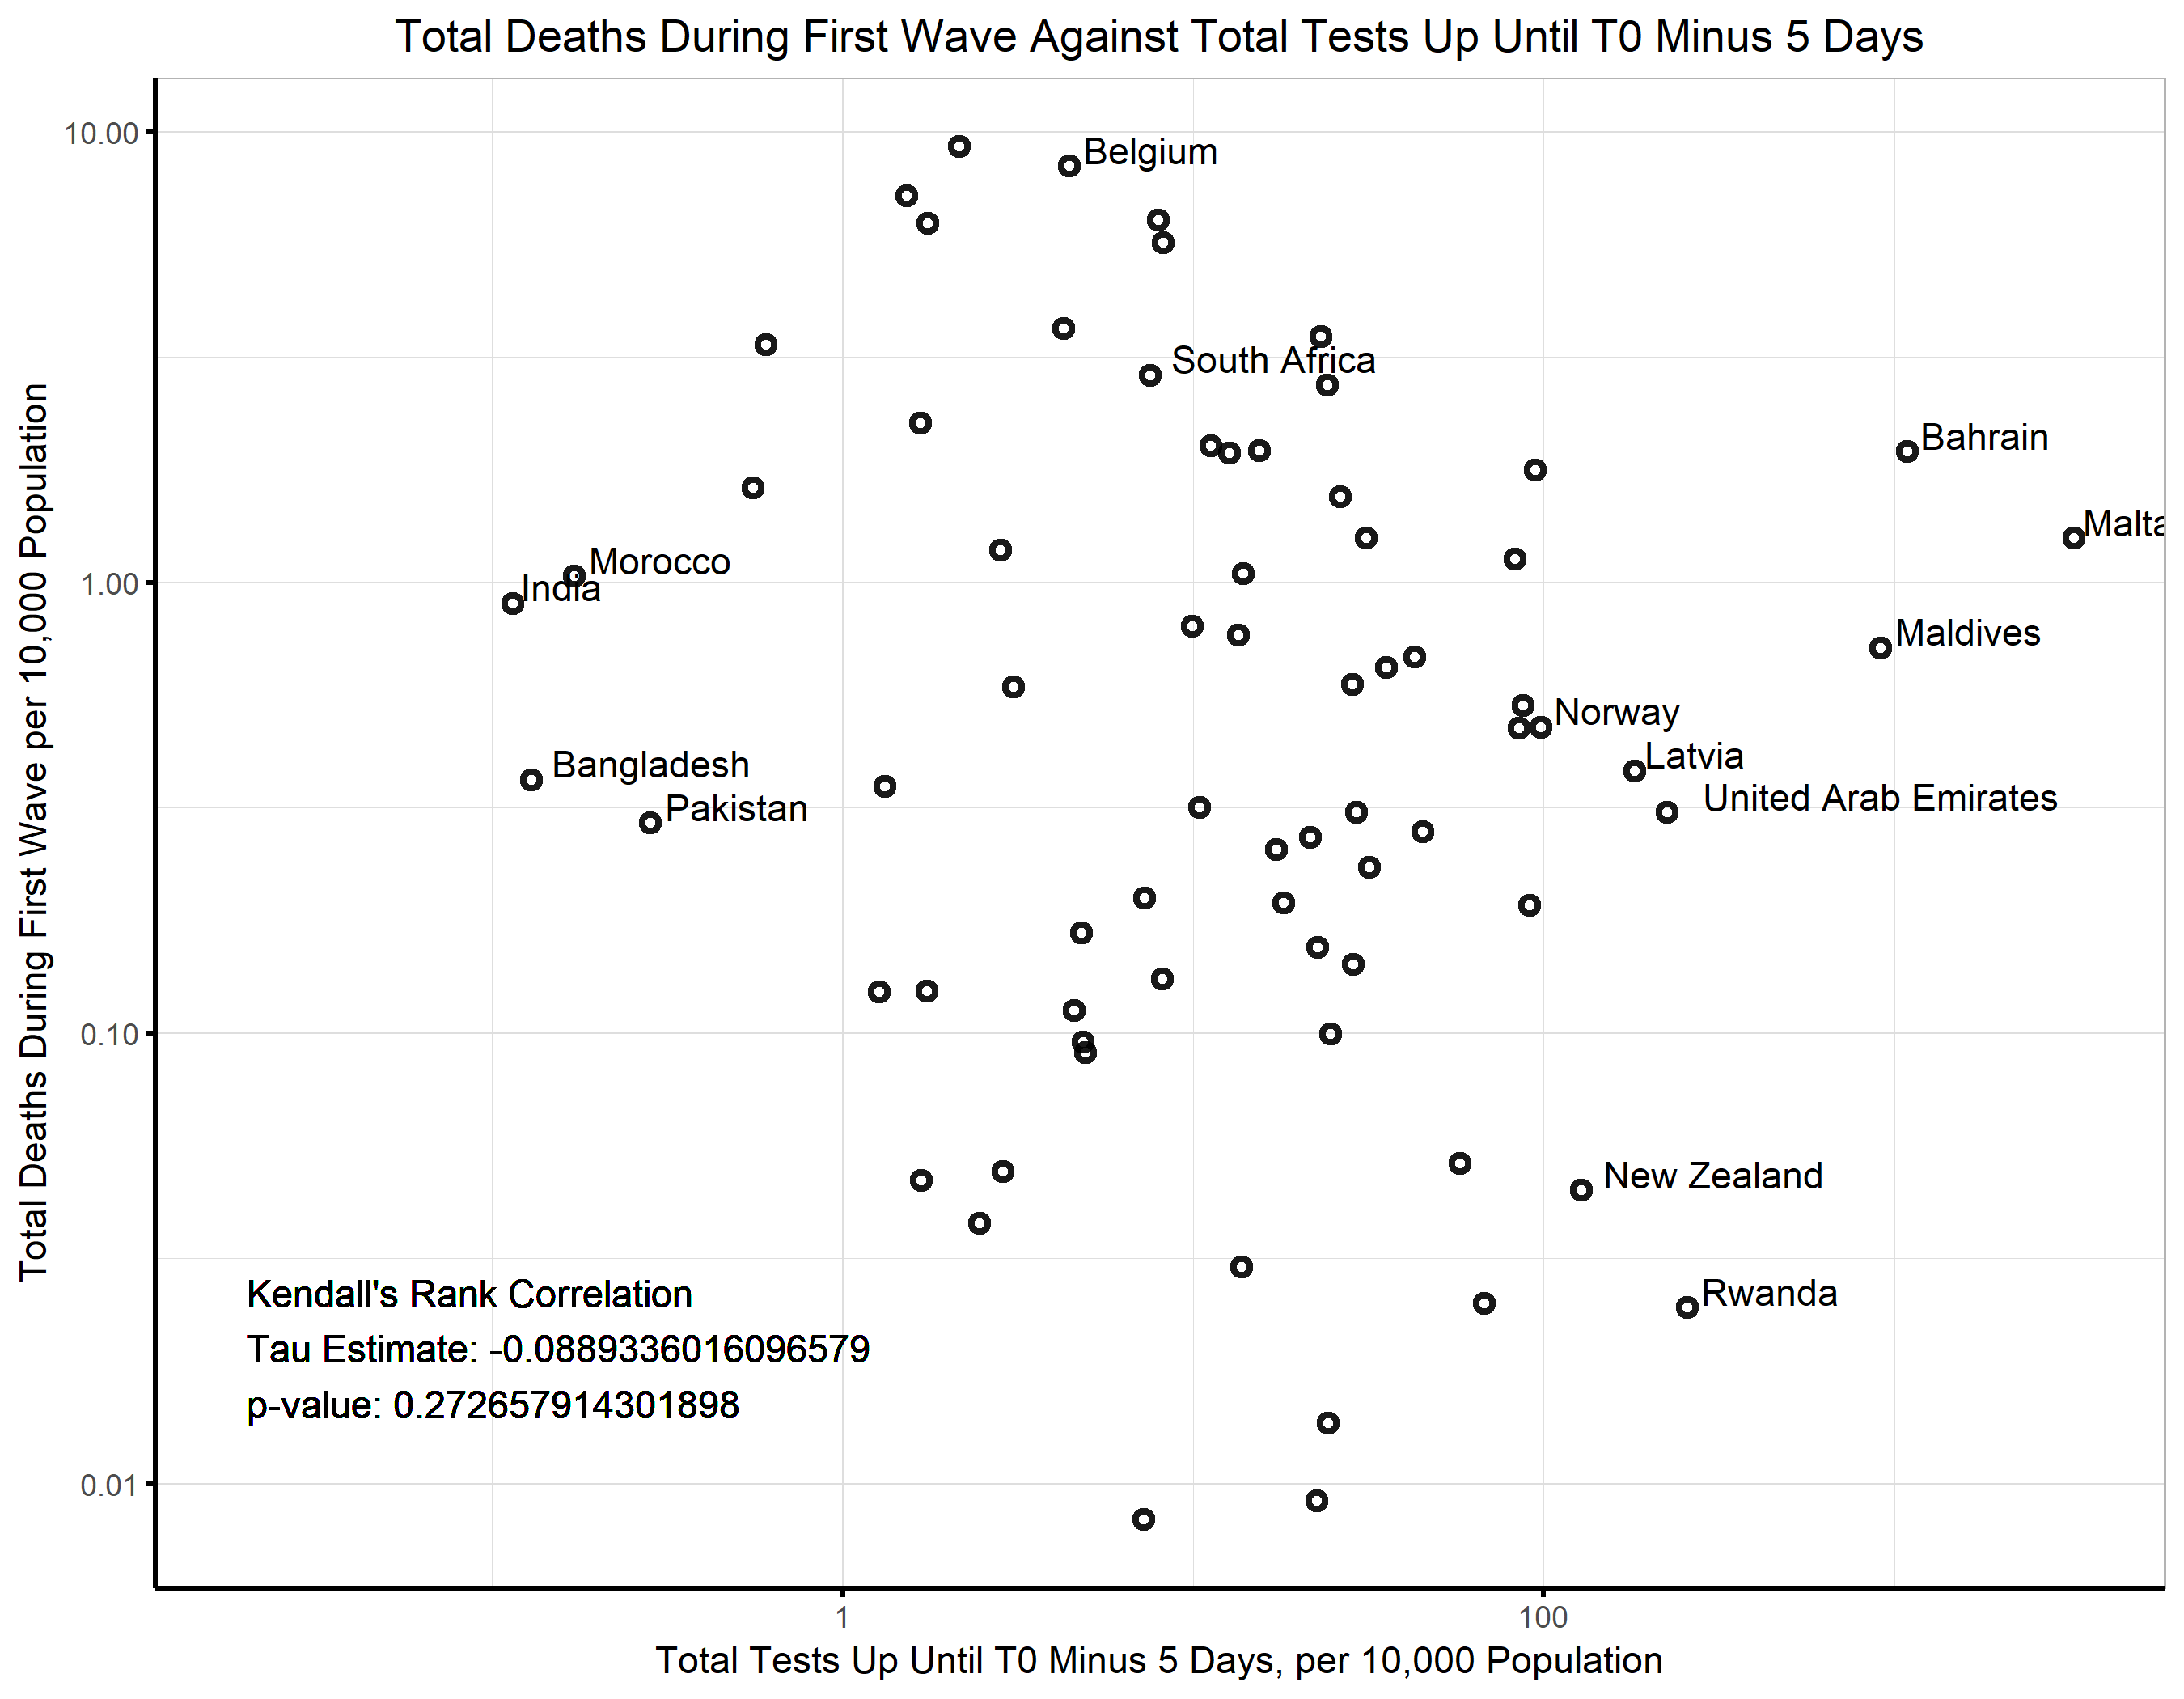 Total Deaths During First Wave Against Total Tests Up Until T0 Minus 5 Days
Total Deaths During First Wave per 10,000 Population
10.00
1.00
0.10
0.01
Belgium
South Africa
Bahrain
Malta
Morocco
India
Maldives
Norway
Latvia
Bangladesh
United Arab Emirates
Pakistan
New Zealand
Rwanda
Kendall's Rank Correlation
Tau Estimate: -0.0889336016096579
p-value: 0.272657914301898
1
100
Total Tests Up Until T0 Minus 5 Days, per 10,000 Population